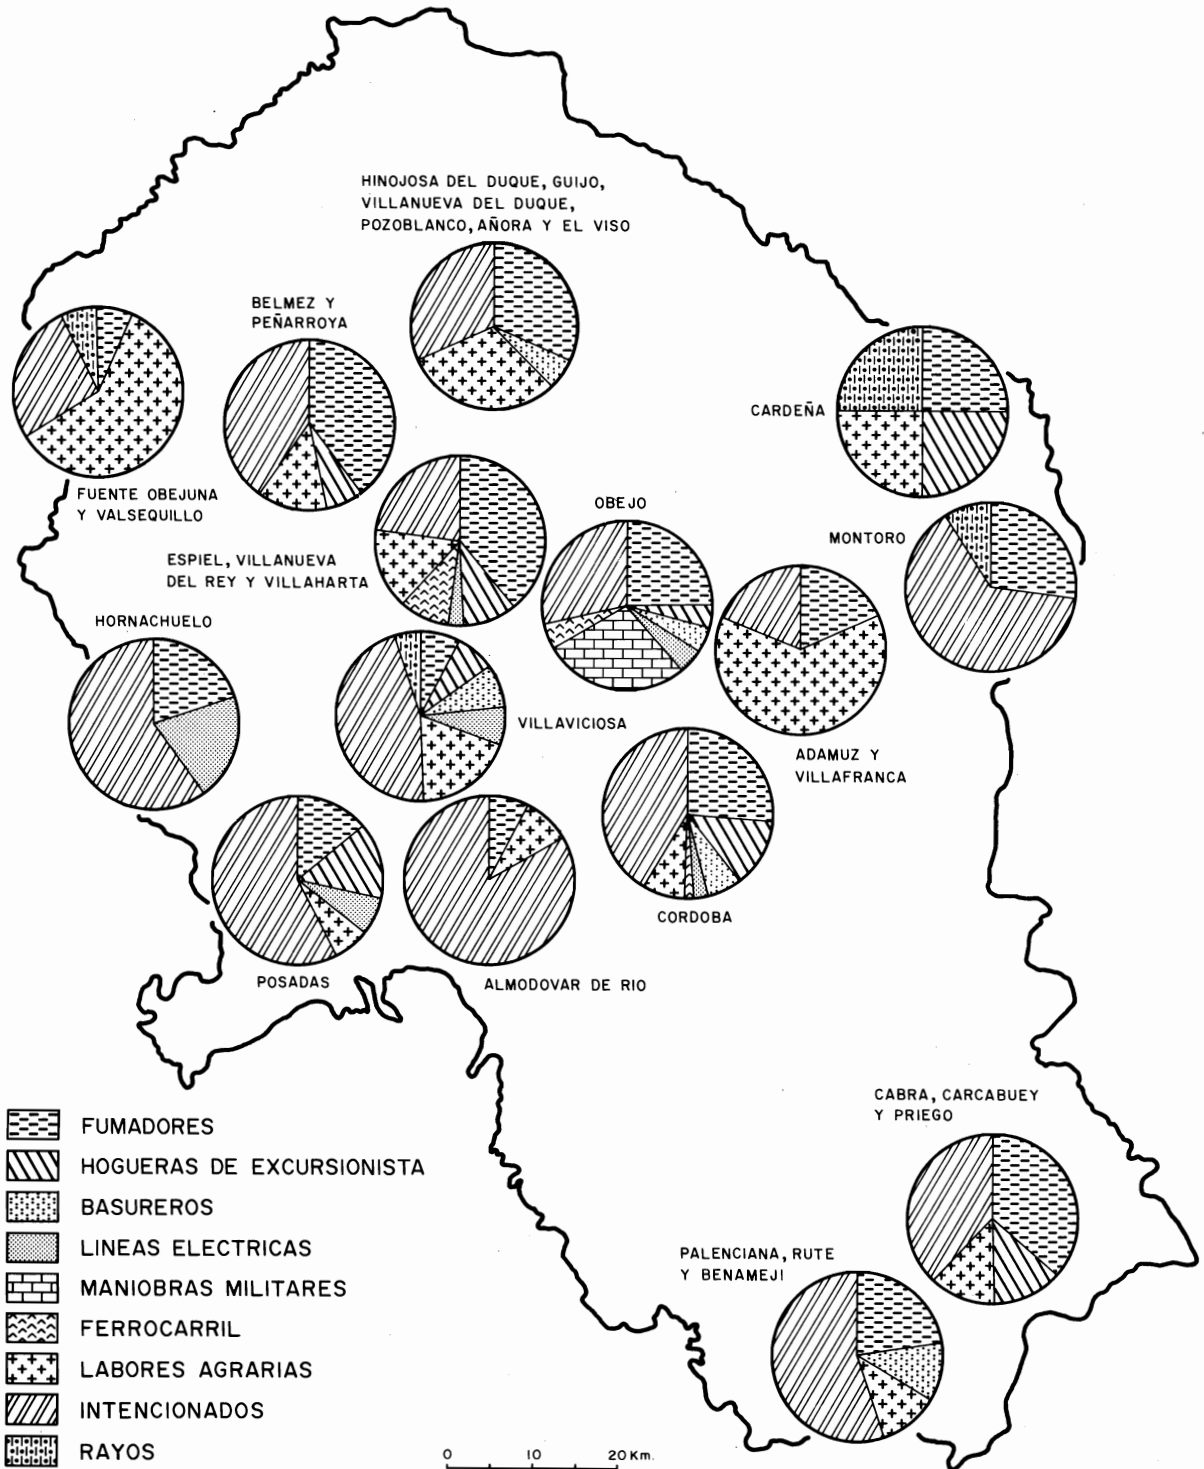 HINOJOSA DEL DUQUE, GUIJO,
VILLANUEVA DEL DUQUE,
POZOBLANCO, AÑORA Y EL VISO
BELMEZ Y
PEÑARROYA
CARDEÑA
FUENTE OBEJUNA
Y VALSEQUILLO
OBEJO
MONTORO
ESPIEL, VILLANUEVA
DEL REY Y VILLAHARTA
HORNACHUELO
VILLAVICIOSA
ADAMUZ Y
VILLAFRANCA
CORDOBA
POSADAS
ALMODOVAR DE RIO
CABRA, CARCABUEY
Y PRIEGO
PALENCIANA, RUTE
Y BENAMEJI
FUMADORES
HOGUERAS DE EXCURSIONISTA
BASUREROS
LINEAS ELECTRICAS
MANIOBRAS MILITARES
FERROCARRIL
LABORES AGRARIAS
INTENCIONADOS
RAYOS
0 10 20 Km.